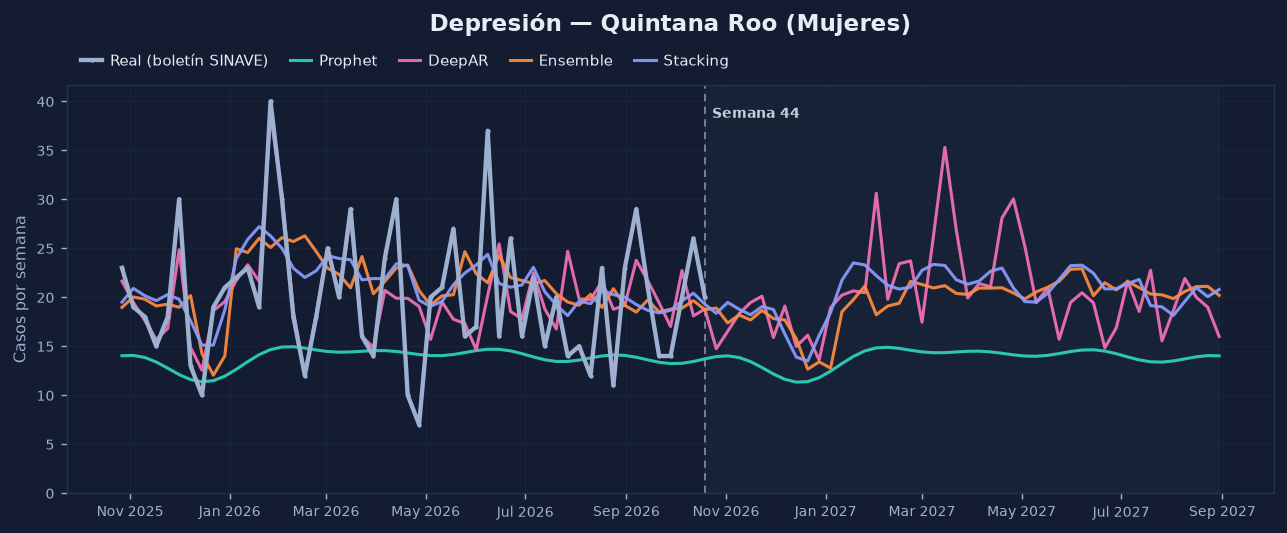 Depresión — Quintana Roo (Mujeres)
Real (boletín SINAVE) Prophet DeepAR Ensemble Stacking
Semana 44
Casos por semana
40
35
30
25
20
15
10
5
0
Nov 2025 Jan 2026 Mar 2026 May 2026 Jul 2026 Sep 2026 Nov 2026 Jan 2027 Mar 2027 May 2027 Jul 2027 Sep 2027